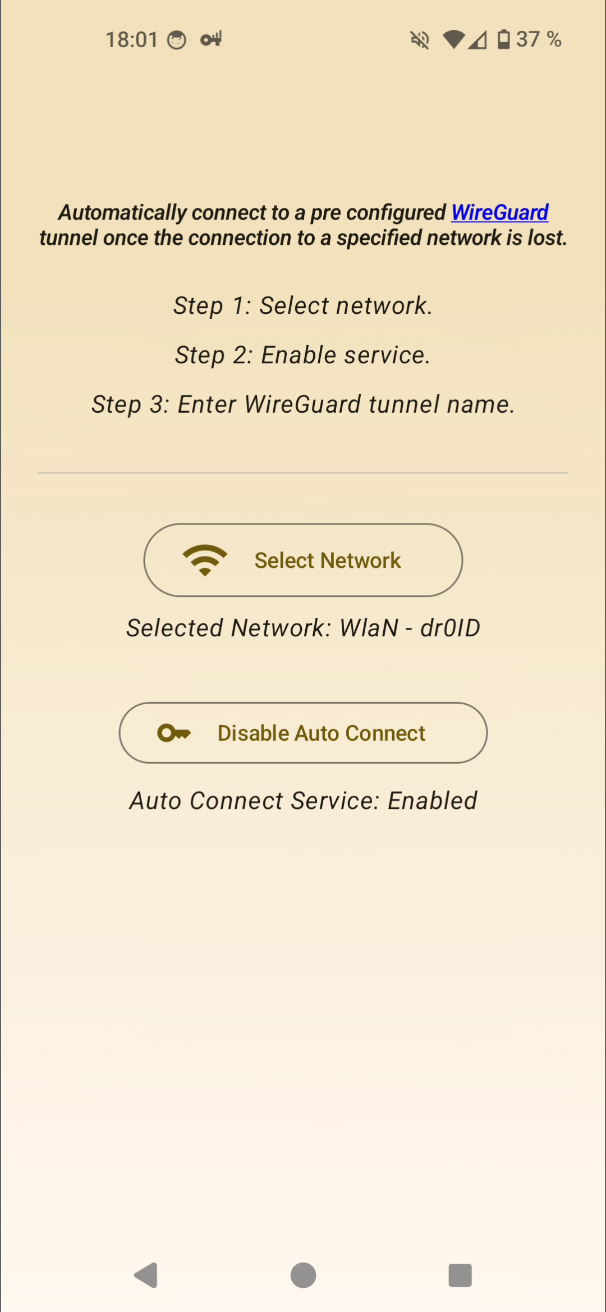 18:01 37 %
Automatically connect to a pre configured WireGuard
tunnel once the connection to a specified network is lost.
Step 1: Select network.
Step 2: Enable service.
Step 3: Enter WireGuard tunnel name.
Select Network
Selected Network: WlaN - dr0ID
Disable Auto Connect
Auto Connect Service: Enabled